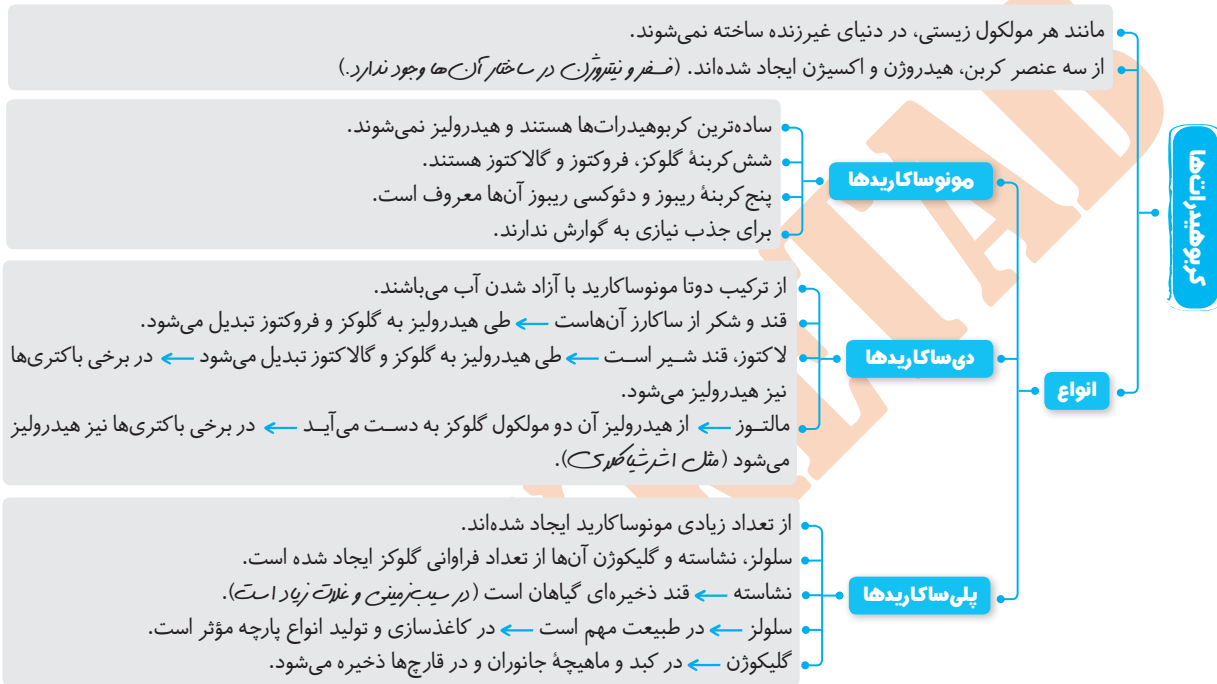 کربوهیدرات‌ها
مانند هر مولکول زیستی، در دنیای غیرزنده ساخته نمی‌شوند.
از سه عنصر کربن، هیدروژن و اکسیژن ایجاد شده‌اند. (فسفر و نیتروژن در ساختار آن‌ها وجود ندارد.)
انواع
مونوساکاریدها
ساده‌ترین کربوهیدرات‌ها هستند و هیدرولیز نمی‌شوند.
شش‌کربنهٔ گلوکز، فروکتوز و گالاکتوز هستند.
پنج‌کربنهٔ ریبوز و دئوکسی ریبوز آن‌ها معروف است.
برای جذب نیازی به گوارش ندارند.
دی‌ساکاریدها
از ترکیب دوتا مونوساکارید با آزاد شدن آب می‌باشند.
قند و شکر از ساکارز آن‌هاست ← طی هیدرولیز به گلوکز و فروکتوز تبدیل می‌شود.
لاکتوز، قند شیر است ← طی هیدرولیز به گلوکز و گالاکتوز تبدیل می‌شود ← در برخی باکتری‌ها
نیز هیدرولیز می‌شود.
مالتوز ← از هیدرولیز آن دو مولکول گلوکز به دست می‌آید ← در برخی باکتری‌ها نیز هیدرولیز
می‌شود (مثل اشرشیاکلای).
پلی‌ساکاریدها
از تعداد زیادی مونوساکارید ایجاد شده‌اند.
سلولز، نشاسته و گلیکوژن آن‌ها از تعداد فراوانی گلوکز ایجاد شده است.
نشاسته ← قند ذخیره‌ای گیاهان است (در سیب‌زمینی و غلات زیاد است).
سلولز ← در طبیعت مهم است ← در کاغذسازی و تولید انواع پارچه مؤثر است.
گلیکوژن ← در کبد و ماهیچهٔ جانوران و در قارچ‌ها ذخیره می‌شود.